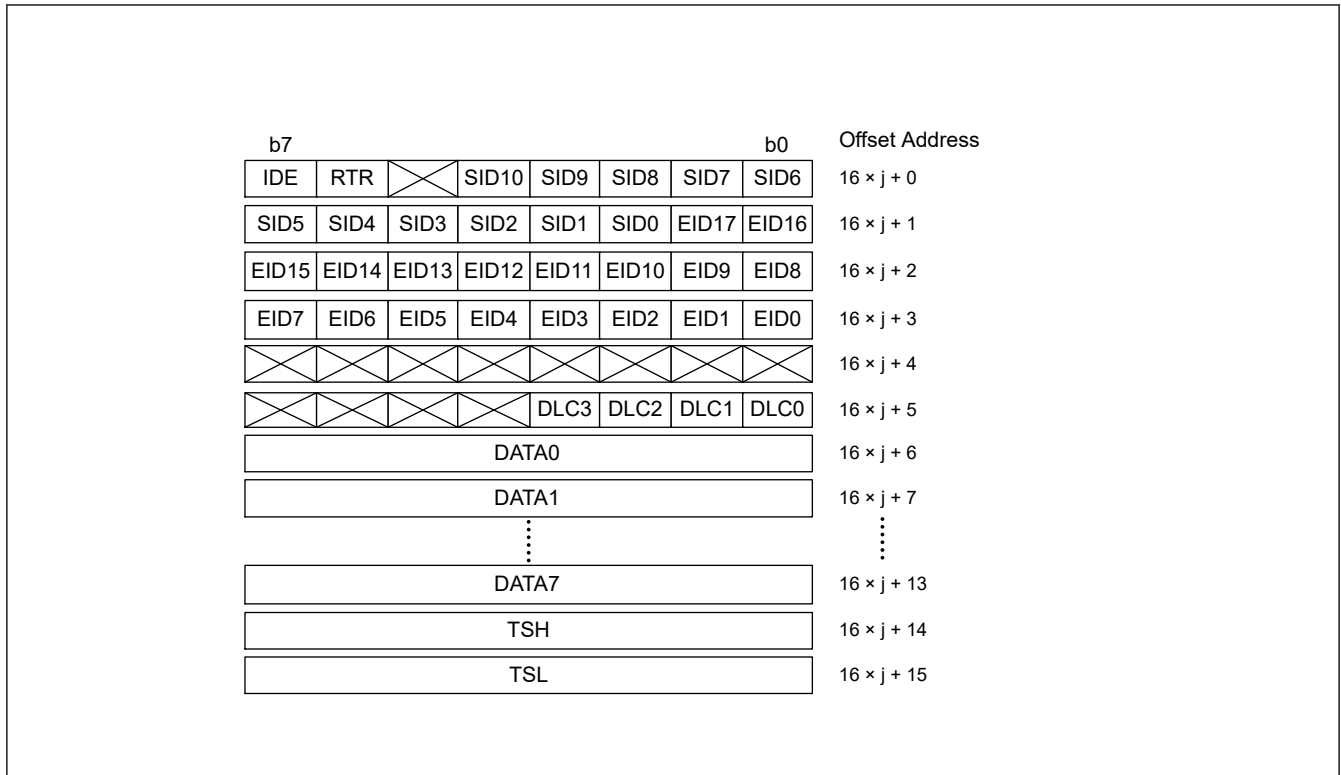 b7 b0 Offset Address
IDE RTR SID10 SID9 SID8 SID7 SID6 16 × j + 0
SID5 SID4 SID3 SID2 SID1 SID0 EID17 EID16 16 × j + 1
EID15 EID14 EID13 EID12 EID11 EID10 EID9 EID8 16 × j + 2
EID7 EID6 EID5 EID4 EID3 EID2 EID1 EID0 16 × j + 3
16 × j + 4
DLC3 DLC2 DLC1 DLC0 16 × j + 5
DATA0 16 × j + 6
DATA1 16 × j + 7
DATA7 16 × j + 13
TSH 16 × j + 14
TSL 16 × j + 15